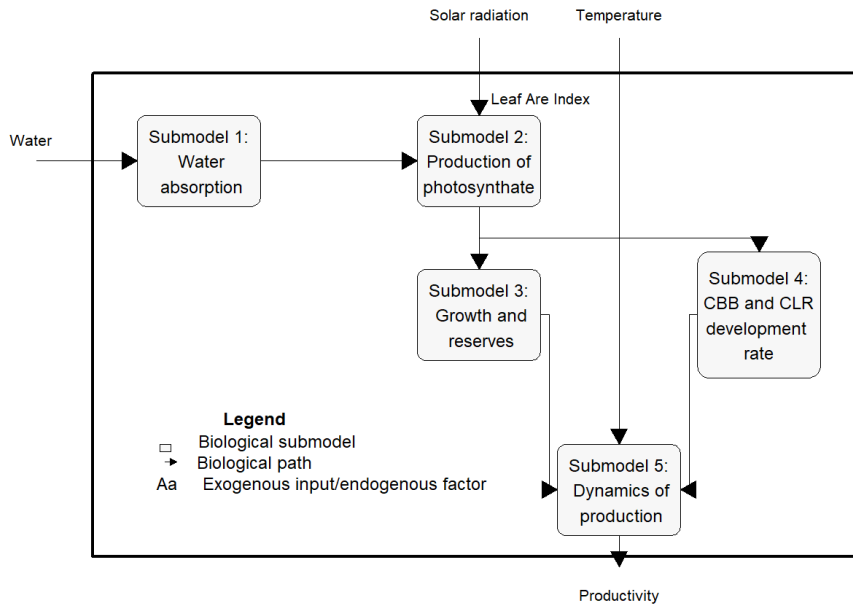 Solar radiation
Temperature
Leaf Are Index
Water
Submodel 1:
Water
absorption
Submodel 2:
Production of
photosynthate
Submodel 3:
Growth and
reserves
Submodel 4:
CBB and CLR
development
rate
Legend
Biological submodel
Biological path
Aa Exogenous input/endogenous factor
Submodel 5:
Dynamics of
production
Productivity